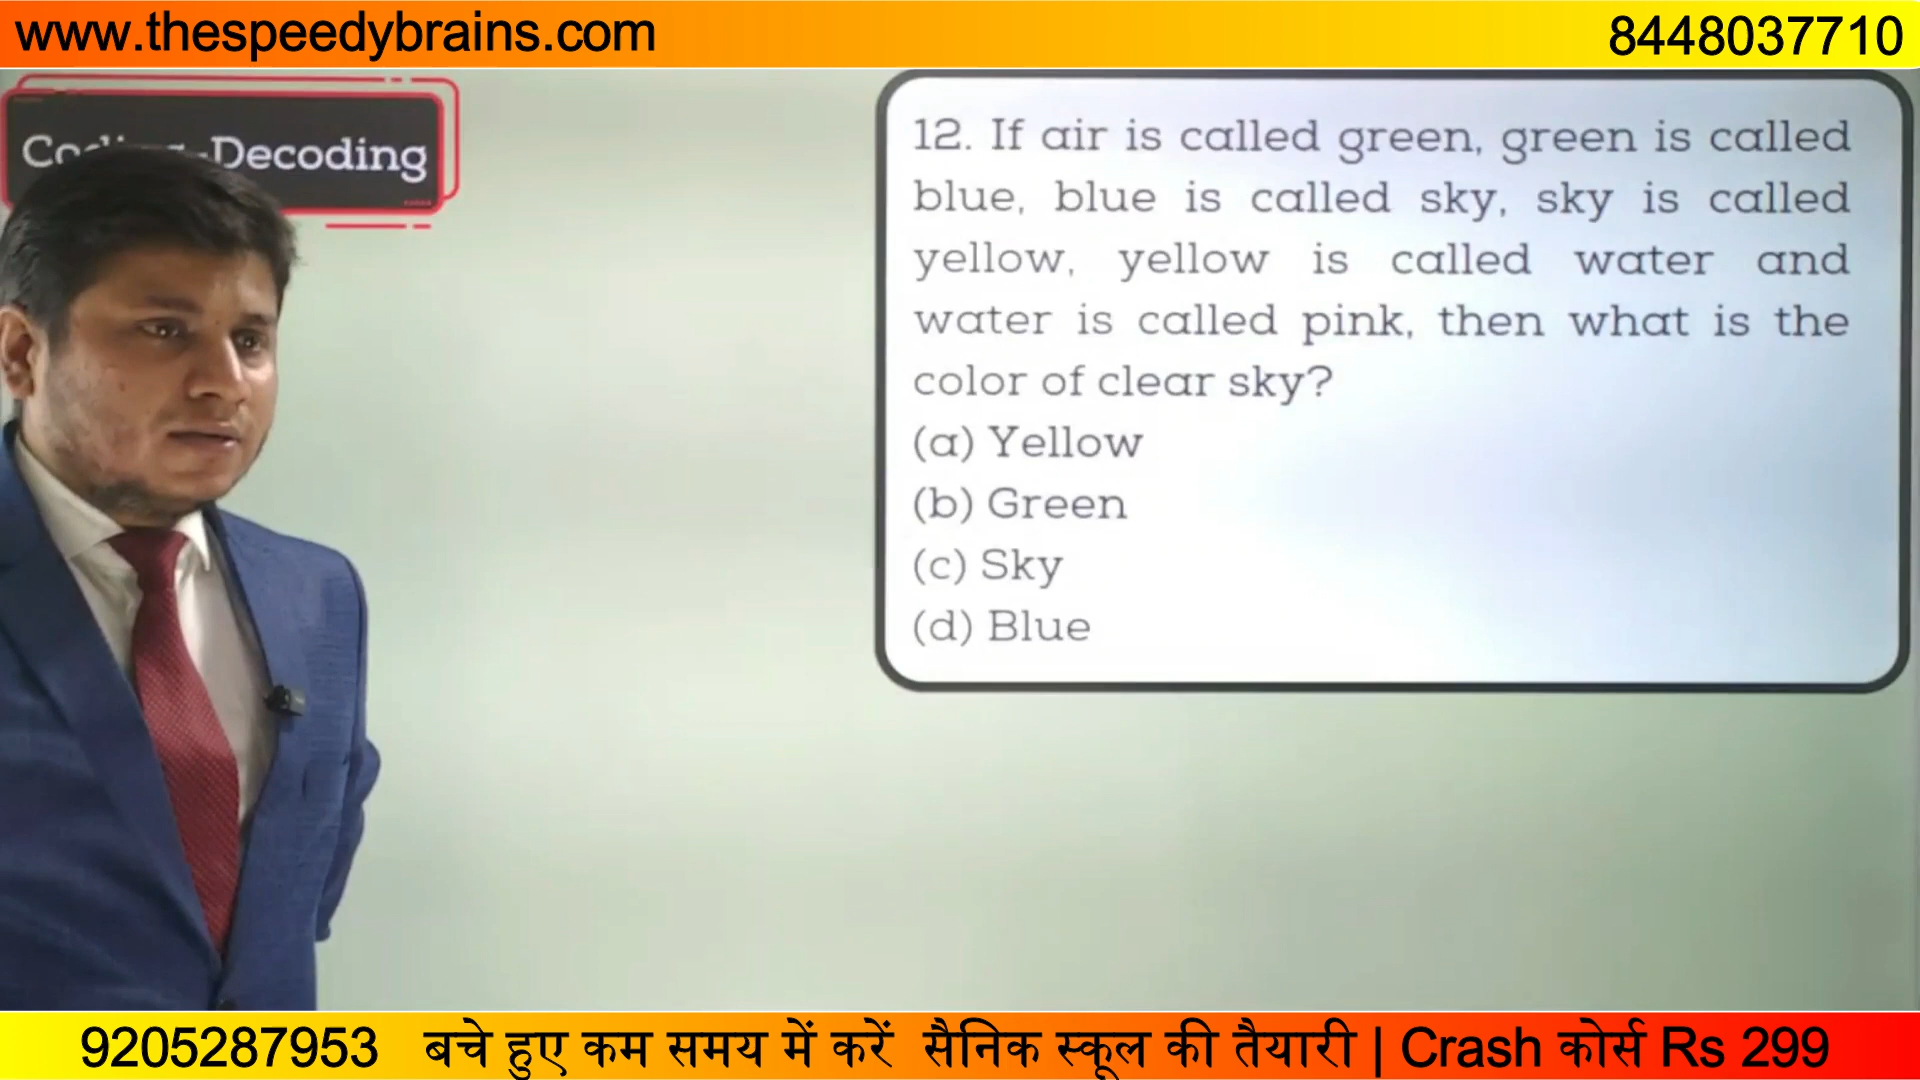 www.thespeedybrains.com
8448037710
Decoding
12. If air is called green, green is called
blue, blue is called sky, sky is called
yellow, yellow is called water and
water is called pink, then what is the
color of clear sky?
(a) Yellow
(b) Green
(c) Sky
(d) Blue
9205287953 बचे हुए कम समय में करें सैनिक स्कूल की तैयारी | Crash कोर्स Rs 299